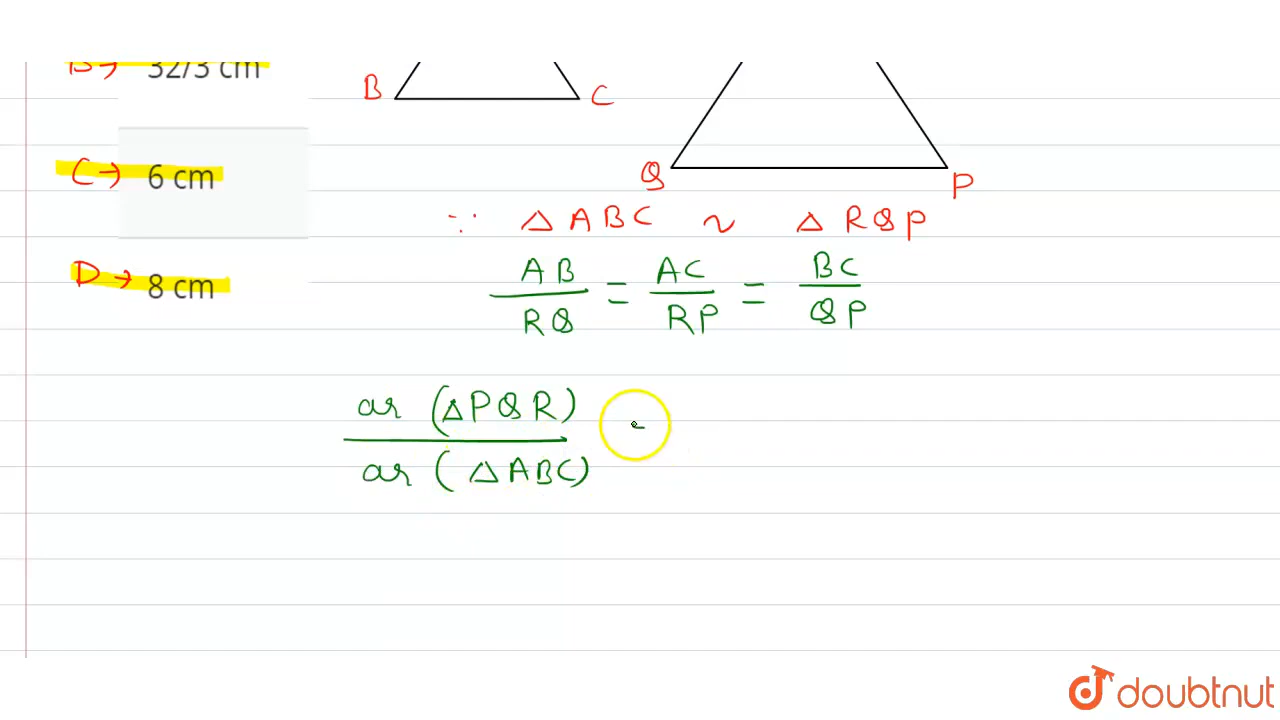 B → 32/3 cm
B C
C → 6 cm
Q P
∵ △ABC ~ △RQP
D → 8 cm
AB/RQ = AC/RP = BC/QP
ar (△PQR)
ar (△ABC)
doubtnut